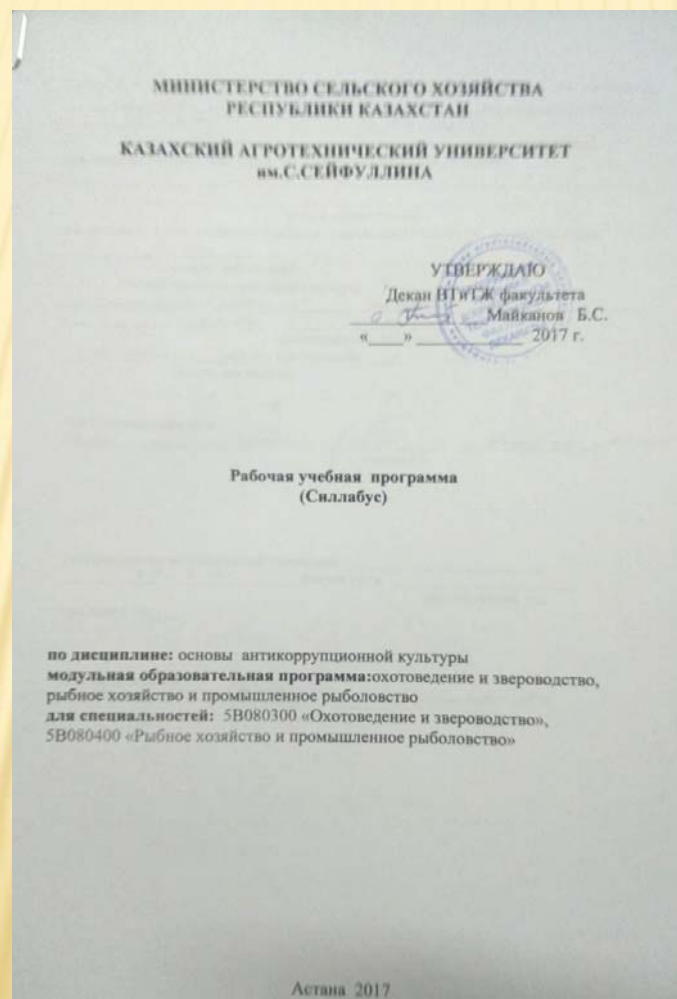 МИНИСТЕРСТВО СЕЛЬСКОГО ХОЗЯЙСТВА
РЕСПУБЛИКИ КАЗАХСТАН
КАЗАХСКИЙ АГРОТЕХНИЧЕСКИЙ УНИВЕРСИТЕТ
им.С.СЕЙФУЛЛИНА
УТВЕРЖДАЮ
Декан ВТиТЖ факультета
Майканов Б.С.
«____» ____________ 2017 г.
Рабочая учебная программа
(Силлабус)
по дисциплине: основы антикоррупционной культуры
модульная образовательная программа:охотоведение и звероводство,
рыбное хозяйство и промышленное рыболовство
для специальностей: 5В080300 «Охотоведение и звероводство»,
5В080400 «Рыбное хозяйство и промышленное рыболовство»
Астана 2017